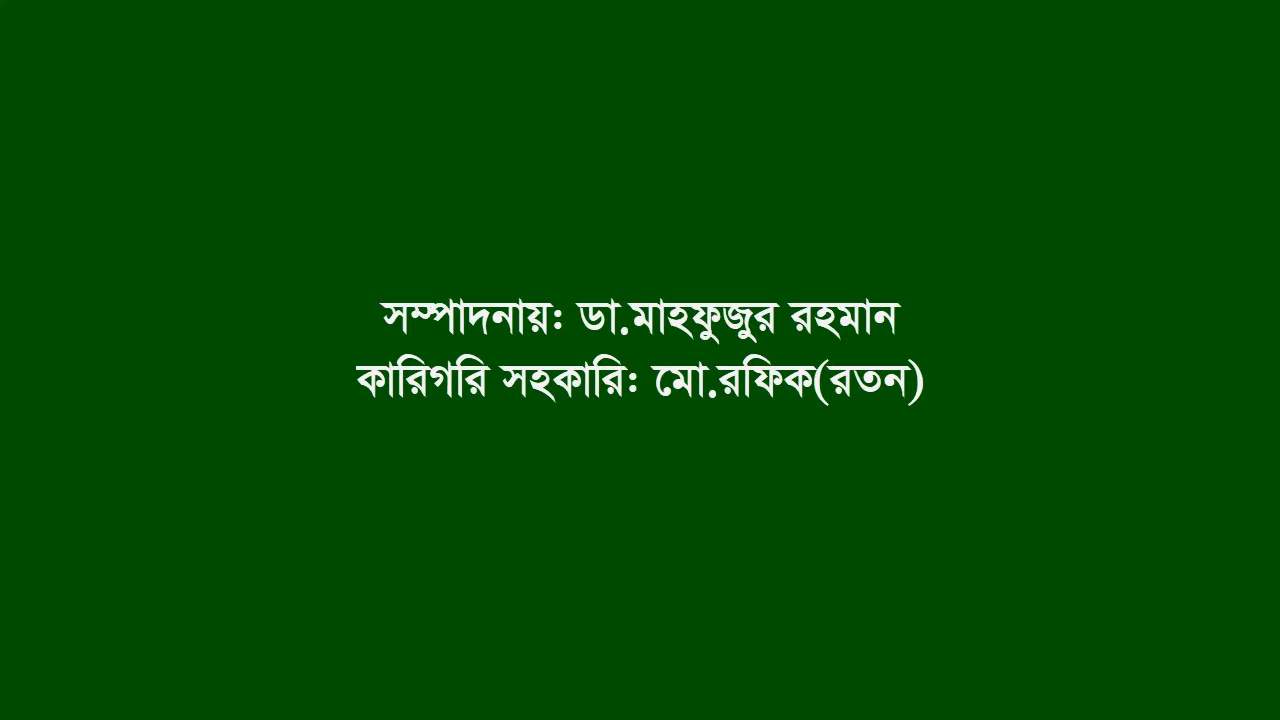 সম্পাদনায়: ডা.মাহফুজুর রহমান
কারিগরি সহকারি: মো.রফিক(রতন)